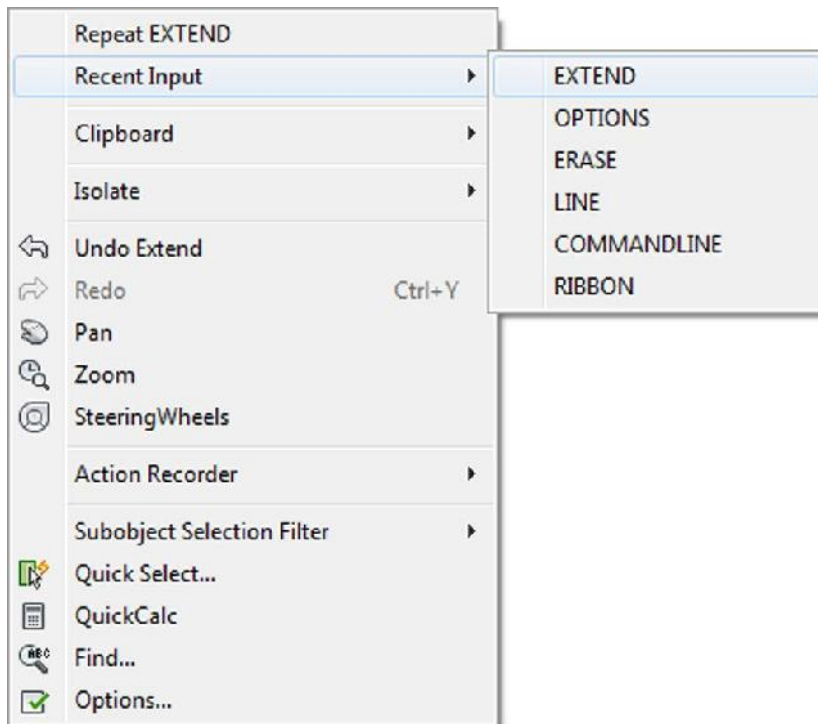 Repeat EXTEND
Recent Input
EXTEND
OPTIONS
ERASE
LINE
COMMANDLINE
RIBBON
Clipboard
Isolate
Undo Extend
Redo Ctrl+Y
Pan
Zoom
SteeringWheels
Action Recorder
Subobject Selection Filter
Quick Select...
QuickCalc
ABC
Find...
Options...